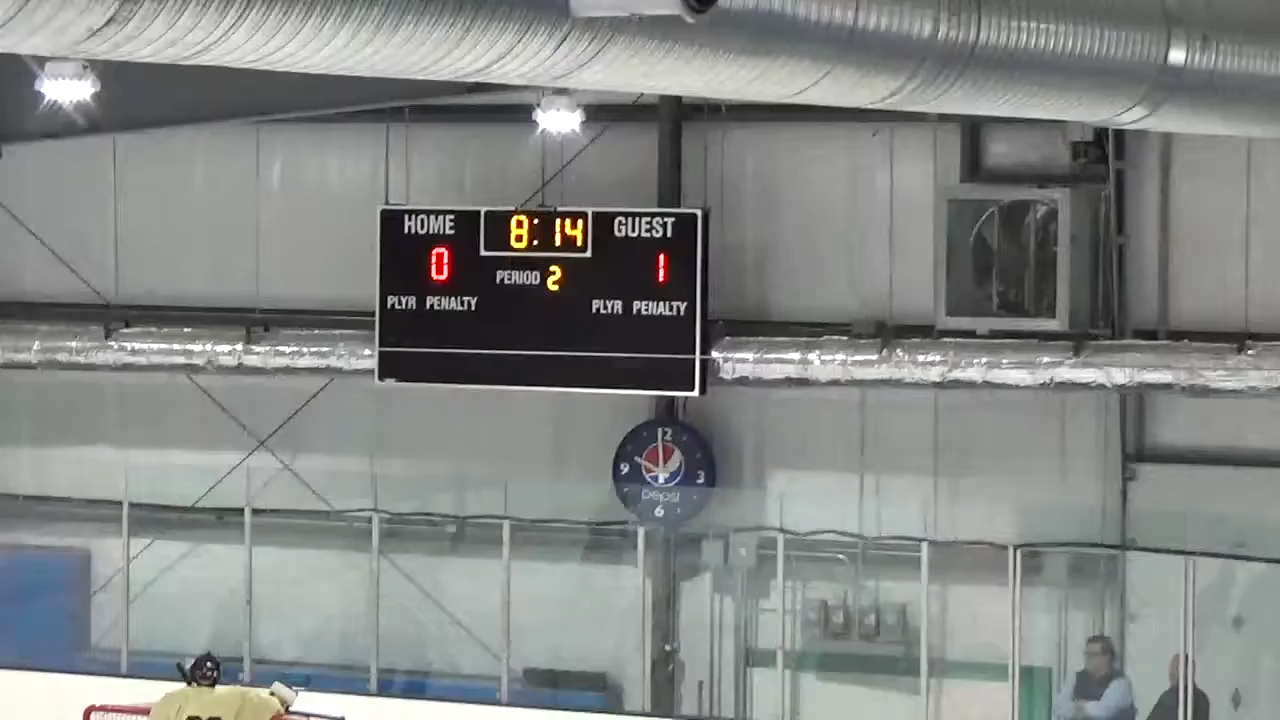 HOME 8:14 GUEST
0 PERIOD 2 1
PLYR PENALTY PLYR PENALTY
12
9 3
pepsi
6